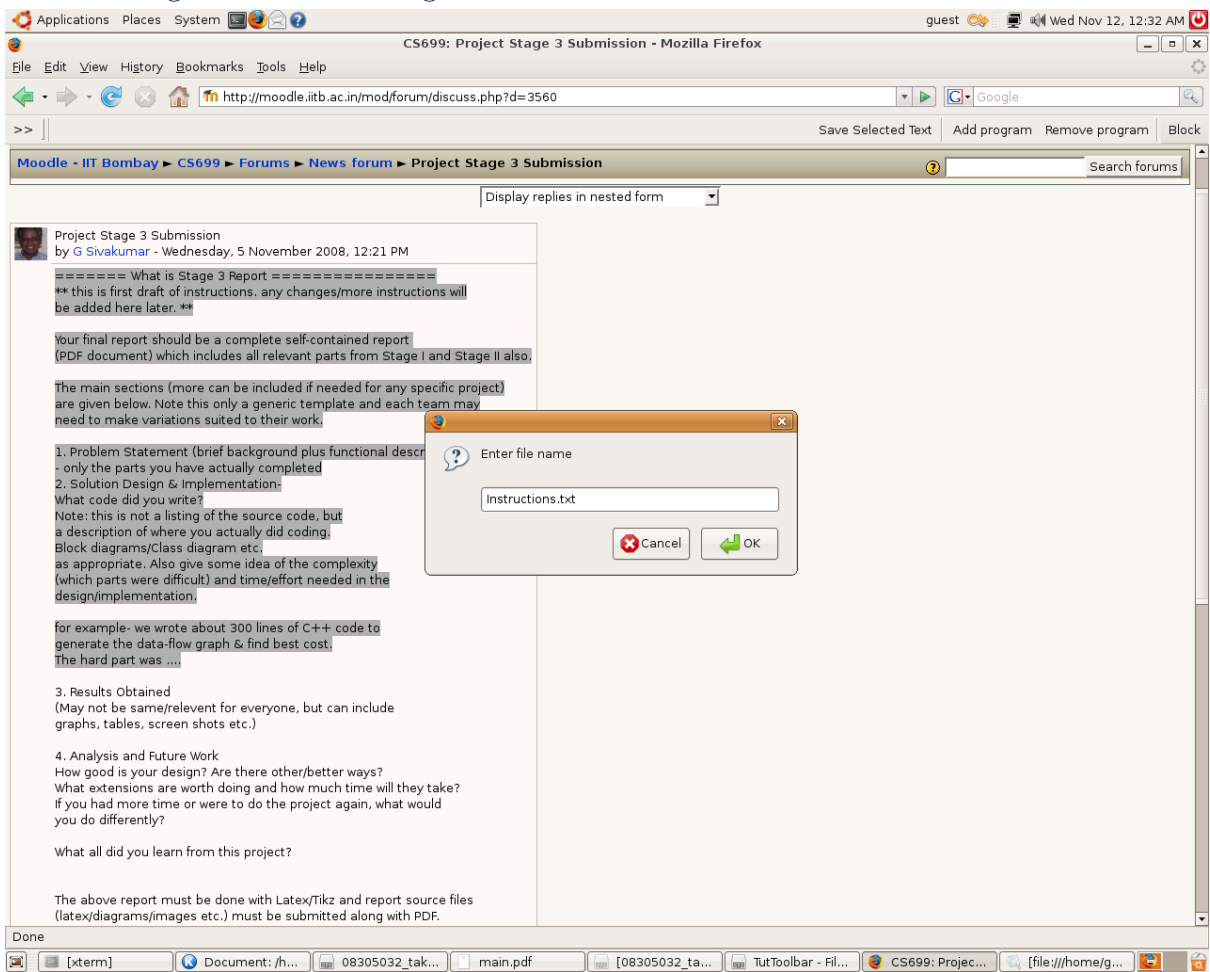 Applications Places System guest Wed Nov 12, 12:32 AM
CS699: Project Stage 3 Submission - Mozilla Firefox
File Edit View History Bookmarks Tools Help
http://moodle.iitb.ac.in/mod/forum/discuss.php?d=3560 G Google
>> Save Selected Text Add program Remove program Block
Moodle - IIT Bombay ► CS699 ► Forums ► News forum ► Project Stage 3 Submission Search forums
Display replies in nested form
Project Stage 3 Submission
by G Sivakumar - Wednesday, 5 November 2008, 12:21 PM
======= What is Stage 3 Report ================
** this is first draft of instructions. any changes/more instructions will
be added here later. **
Your final report should be a complete self-contained report
(PDF document) which includes all relevant parts from Stage I and Stage II also.
The main sections (more can be included if needed for any specific project)
are given below. Note this only a generic template and each team may
need to make variations suited to their work.
1. Problem Statement (brief background plus functional descr
- only the parts you have actually completed
2. Solution Design & Implementation-
What code did you write?
Note: this is not a listing of the source code, but
a description of where you actually did coding.
Block diagrams/Class diagram etc.
as appropriate. Also give some idea of the complexity
(which parts were difficult) and time/effort needed in the
design/implementation.
for example- we wrote about 300 lines of C++ code to
generate the data-flow graph & find best cost.
The hard part was ....
3. Results Obtained
(May not be same/relevent for everyone, but can include
graphs, tables, screen shots etc.)
4. Analysis and Future Work
How good is your design? Are there other/better ways?
What extensions are worth doing and how much time will they take?
If you had more time or were to do the project again, what would
you do differently?
What all did you learn from this project?
The above report must be done with Latex/Tikz and report source files
(latex/diagrams/images etc.) must be submitted along with PDF.
Enter file name
Instructions.txt
Cancel OK
Done
[xterm] Document: /h... 08305032_tak... main.pdf [08305032_ta... TutToolbar - Fil... CS699: Projec... [file:///home/g...